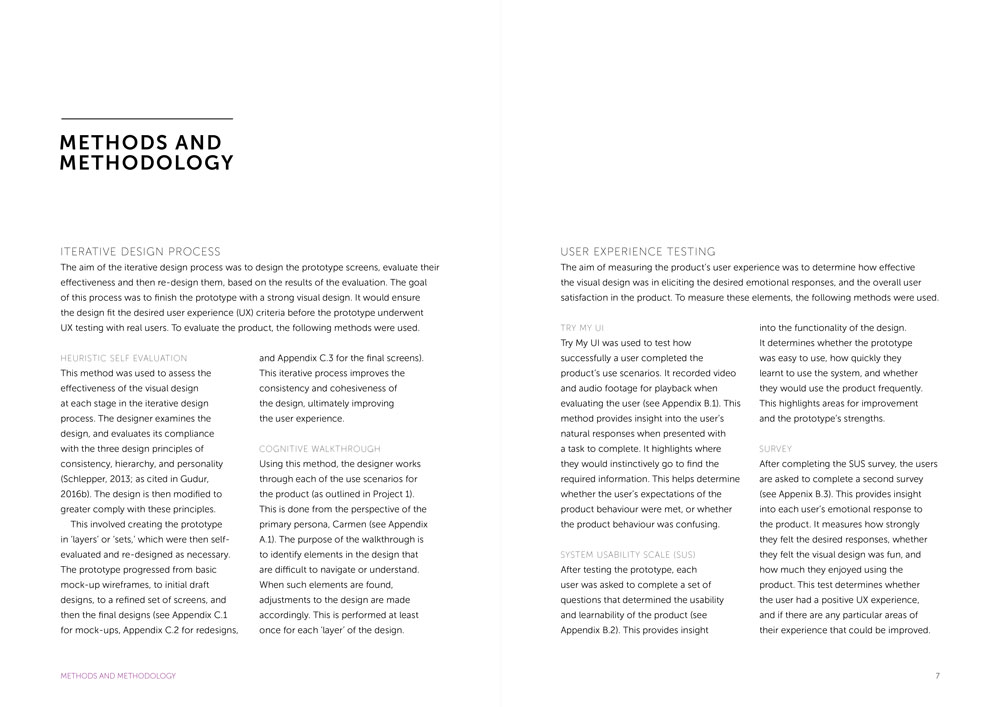 METHODS AND
METHODOLOGY
ITERATIVE DESIGN PROCESS
The aim of the iterative design process was to design the prototype screens, evaluate their
effectiveness and then re-design them, based on the results of the evaluation. The goal
of this process was to finish the prototype with a strong visual design. It would ensure
the design fit the desired user experience (UX) criteria before the prototype underwent
UX testing with real users. To evaluate the product, the following methods were used.
HEURISTIC SELF EVALUATION
This method was used to assess the
effectiveness of the visual design
at each stage in the iterative design
process. The designer examines the
design, and evaluates its compliance
with the three design principles of
consistency, hierarchy, and personality
(Schlepper, 2013; as cited in Gudur,
2016b). The design is then modified to
greater comply with these principles.
This involved creating the prototype
in 'layers' or 'sets,' which were then self-
evaluated and re-designed as necessary.
The prototype progressed from basic
mock-up wireframes, to initial draft
designs, to a refined set of screens, and
then the final designs (see Appendix C.1
for mock-ups, Appendix C.2 for redesigns,
and Appendix C.3 for the final screens).
This iterative process improves the
consistency and cohesiveness of
the design, ultimately improving
the user experience.
COGNITIVE WALKTHROUGH
Using this method, the designer works
through each of the use scenarios for
the product (as outlined in Project 1).
This is done from the perspective of the
primary persona, Carmen (see Appendix
A.1). The purpose of the walkthrough is
to identify elements in the design that
are difficult to navigate or understand.
When such elements are found,
adjustments to the design are made
accordingly. This is performed at least
once for each 'layer' of the design.
METHODS AND METHODOLOGY
USER EXPERIENCE TESTING
The aim of measuring the product's user experience was to determine how effective
the visual design was in eliciting the desired emotional responses, and the overall user
satisfaction in the product. To measure these elements, the following methods were used.
TRY MY UI
Try My UI was used to test how
successfully a user completed the
product's use scenarios. It recorded video
and audio footage for playback when
evaluating the user (see Appendix B.1). This
method provides insight into the user's
natural responses when presented with
a task to complete. It highlights where
they would instinctively go to find the
required information. This helps determine
whether the user's expectations of the
product behaviour were met, or whether
the product behaviour was confusing.
SYSTEM USABILITY SCALE (SUS)
After testing the prototype, each
user was asked to complete a set of
questions that determined the usability
and learnability of the product (see
Appendix B.2). This provides insight
into the functionality of the design.
It determines whether the prototype
was easy to use, how quickly they
learnt to use the system, and whether
they would use the product frequently.
This highlights areas for improvement
and the prototype's strengths.
SURVEY
After completing the SUS survey, the users
are asked to complete a second survey
(see Appenix B.3). This provides insight
into each user's emotional response to
the product. It measures how strongly
they felt the desired responses, whether
they felt the visual design was fun, and
how much they enjoyed using the
product. This test determines whether
the user had a positive UX experience,
and if there are any particular areas of
their experience that could be improved.
7